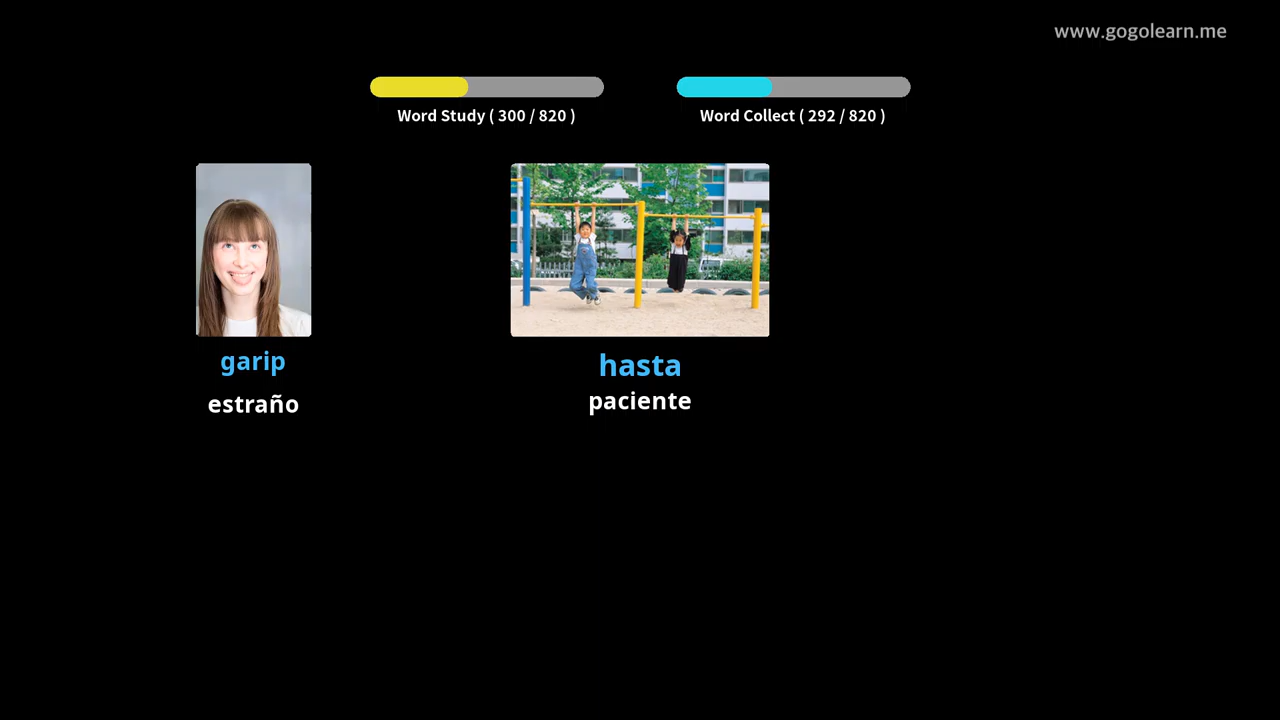 www.gogolearn.me
Word Study ( 300 / 820 )
Word Collect ( 292 / 820 )
garip
estraño
hasta
paciente